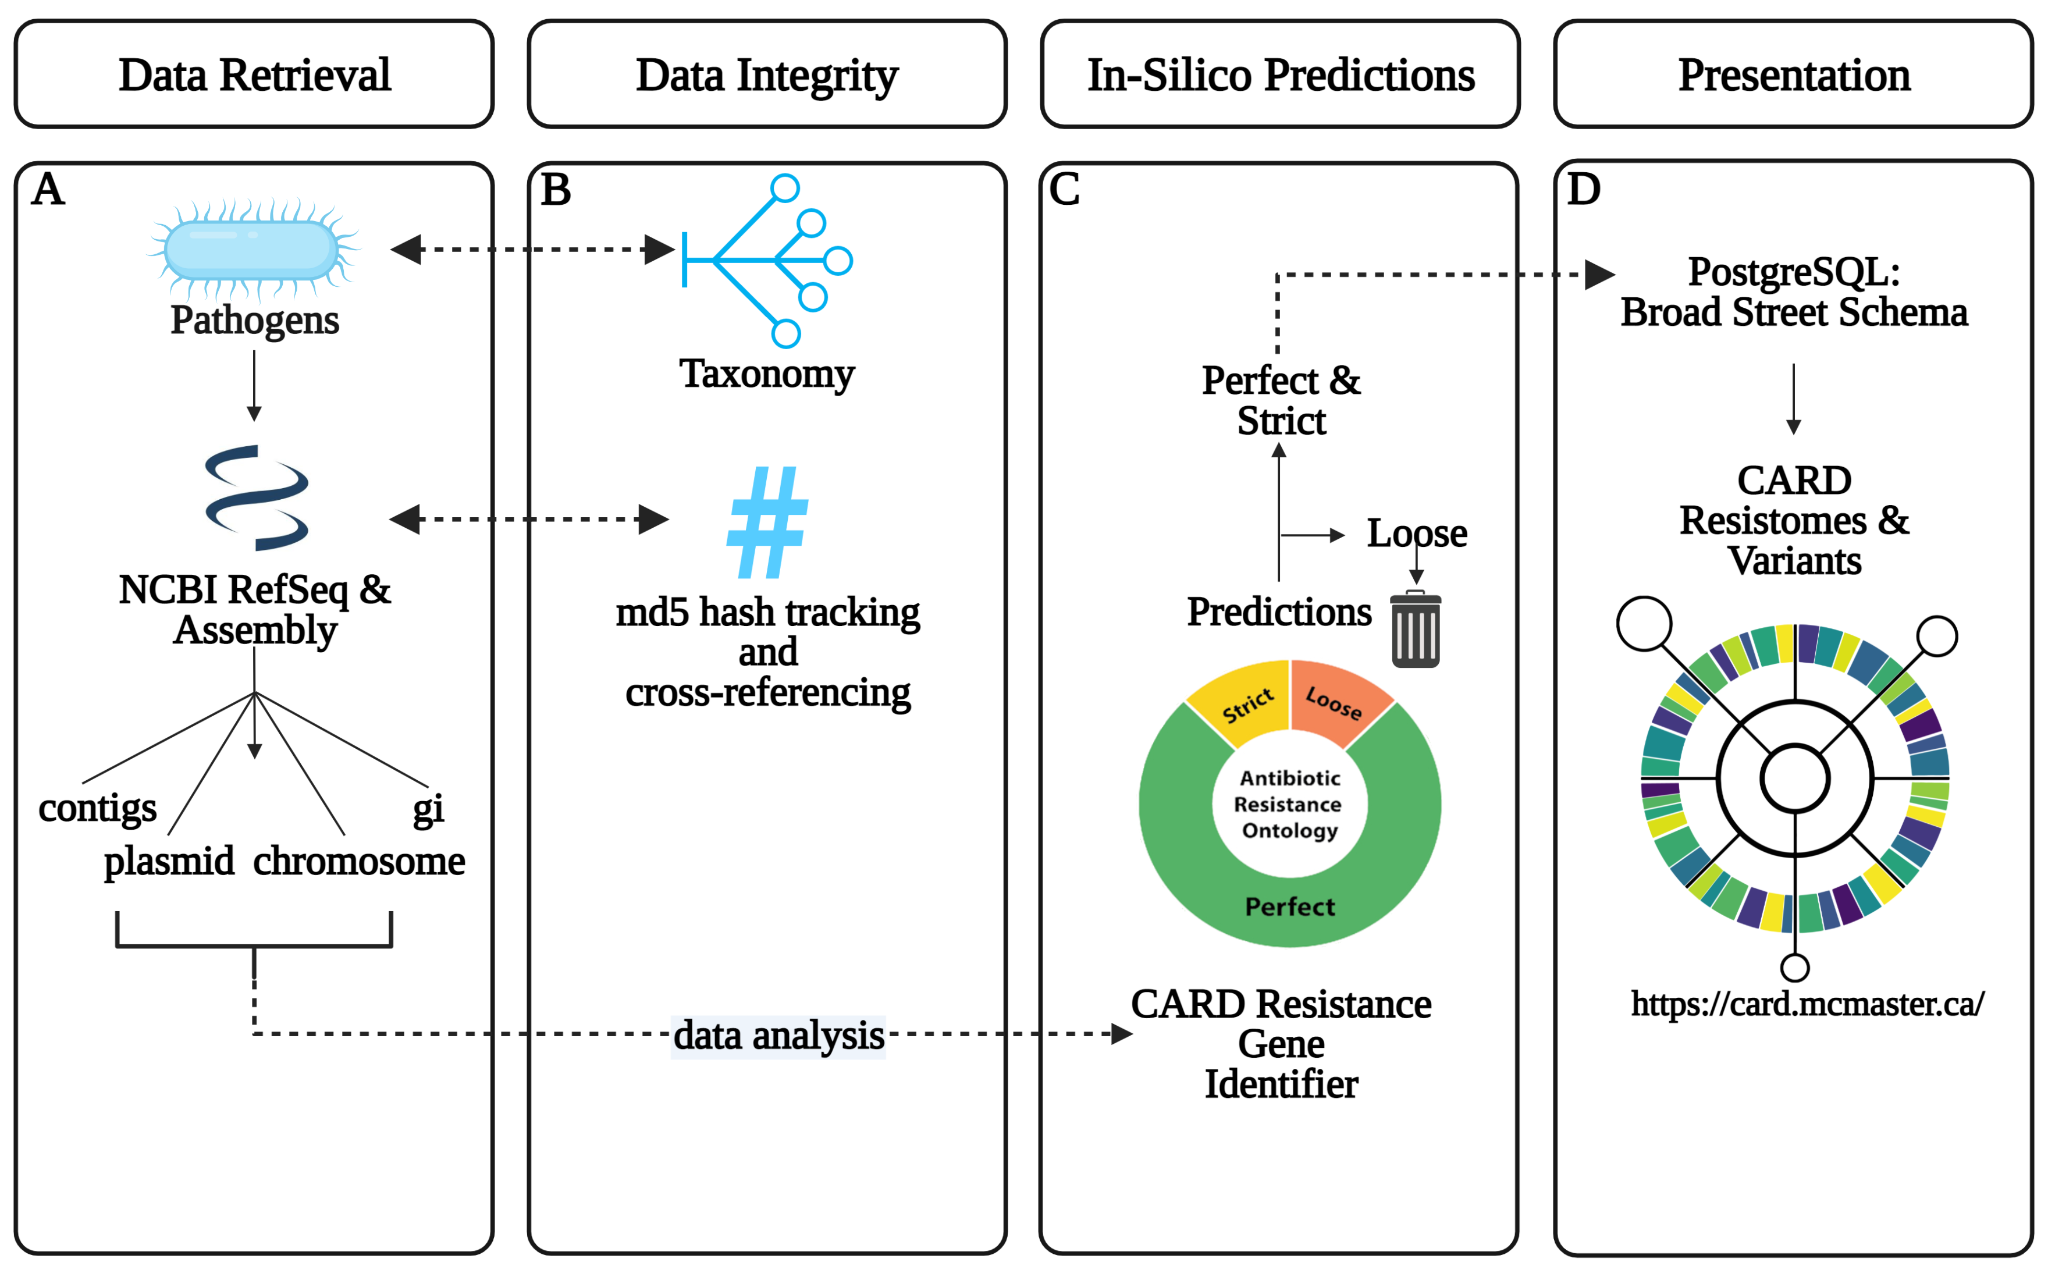 Data Retrieval
Data Integrity
In-Silico Predictions
Presentation
A
Pathogens
NCBI RefSeq &
Assembly
contigs
gi
plasmid
chromosome
B
Taxonomy
#
md5 hash tracking
and
cross-referencing
data analysis
C
Perfect &
Strict
Loose
Predictions
Strict
Loose
Antibiotic
Resistance
Ontology
Perfect
CARD Resistance
Gene
Identifier
D
PostgreSQL:
Broad Street Schema
CARD
Resistomes &
Variants
https://card.mcmaster.ca/